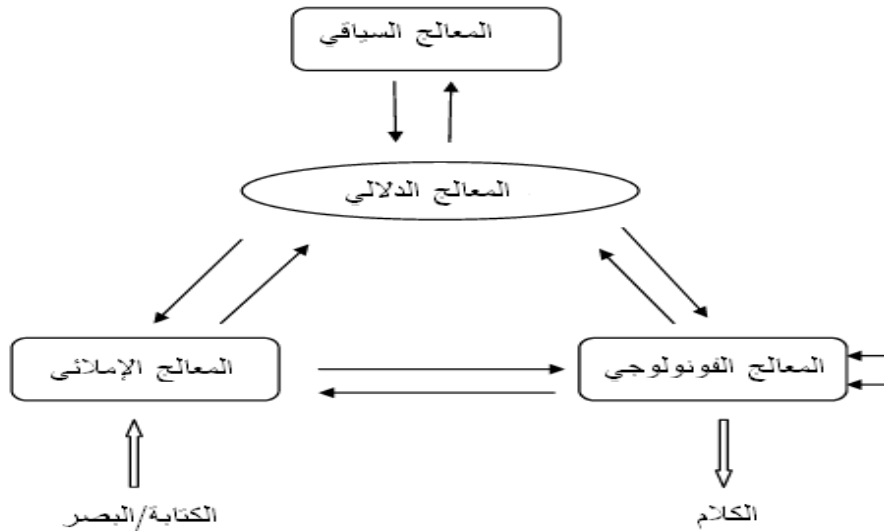 المعالج السياقي
المعالج الدلالي
المعالج الإملائي
المعالج الفونولوجي
الكتابة/البصر
الكلام